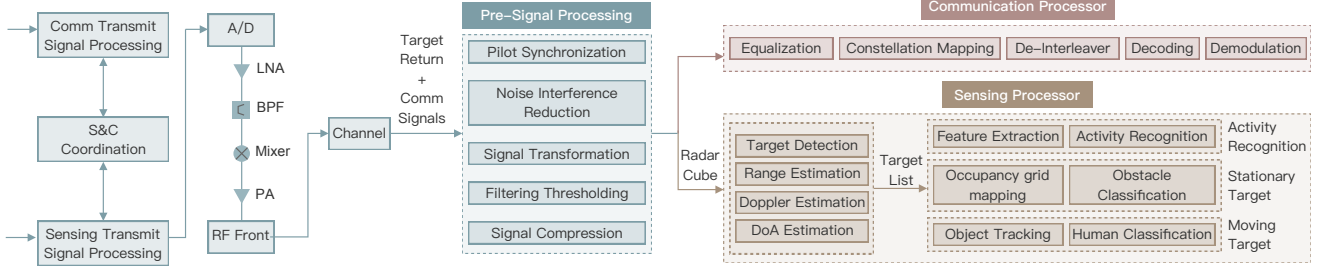 Comm Transmit
Signal Processing
S&C
Coordination
Sensing Transmit
Signal Processing
A/D
LNA
BPF
Mixer
PA
RF Front
Channel
Target
Return
+
Comm
Signals
Pre-Signal Processing
Pilot Synchronization
Noise Interference
Reduction
Signal Transformation
Filtering Thresholding
Signal Compression
Communication Processor
Equalization
Constellation Mapping
De-Interleaver
Decoding
Demodulation
Sensing Processor
Radar
Cube
Target Detection
Range Estimation
Doppler Estimation
DoA Estimation
Target
List
Feature Extraction
Activity Recognition
Activity
Recognition
Occupancy grid
mapping
Obstacle
Classification
Stationary
Target
Object Tracking
Human Classification
Moving
Target